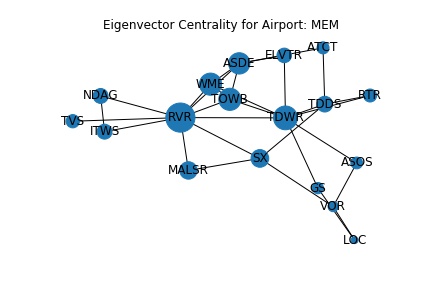 Eigenvector Centrality for Airport: MEM
ATCT
ELVTR
ASDE
WME
NDAG
TOWB
RTR
TDDS
TVS
RVR
TDWR
ITWS
SX
ASOS
MALSR
GS
VOR
LOC